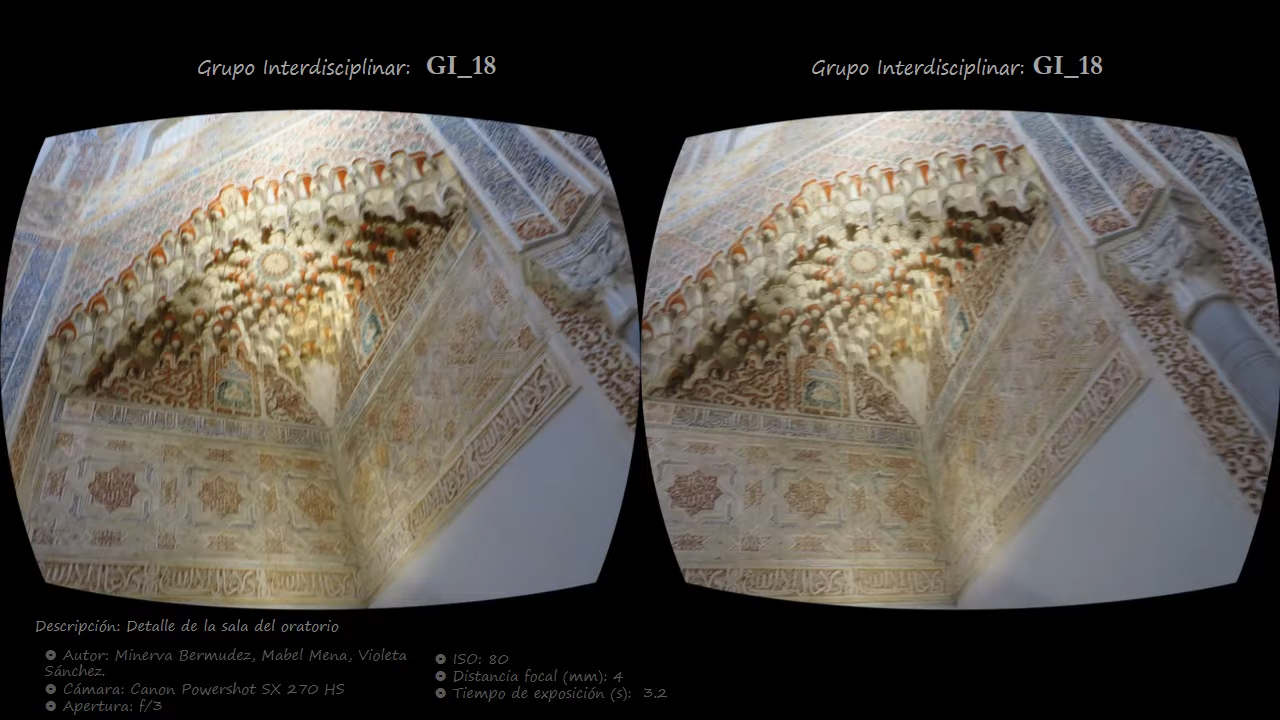 Grupo Interdisciplinar: GI_18
Grupo Interdisciplinar: GI_18
Descripción: Detalle de la sala del oratorio
Autor: Minerva Bermudez, Mabel Mena, Violeta
Sánchez.
Cámara: Canon Powershot SX 270 HS
Apertura: f/3
ISO: 80
Distancia focal (mm): 4
Tiempo de exposición (s): 3.2